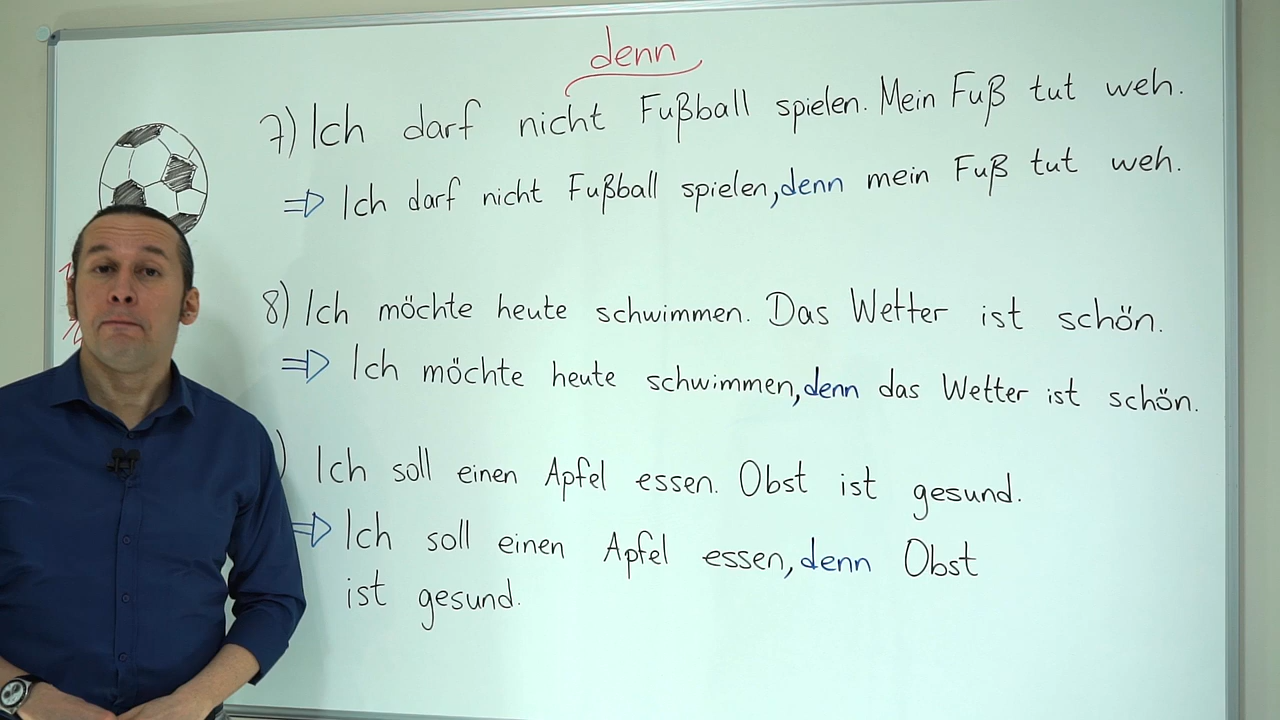 denn
7) Ich darf nicht Fußball spielen. Mein Fuß tut weh.
⇒ Ich darf nicht Fußball spielen, denn mein Fuß tut weh.
8) Ich möchte heute schwimmen. Das Wetter ist schön.
⇒ Ich möchte heute schwimmen, denn das Wetter ist schön.
) Ich soll einen Apfel essen. Obst ist gesund.
⇒ Ich soll einen Apfel essen, denn Obst
ist gesund.